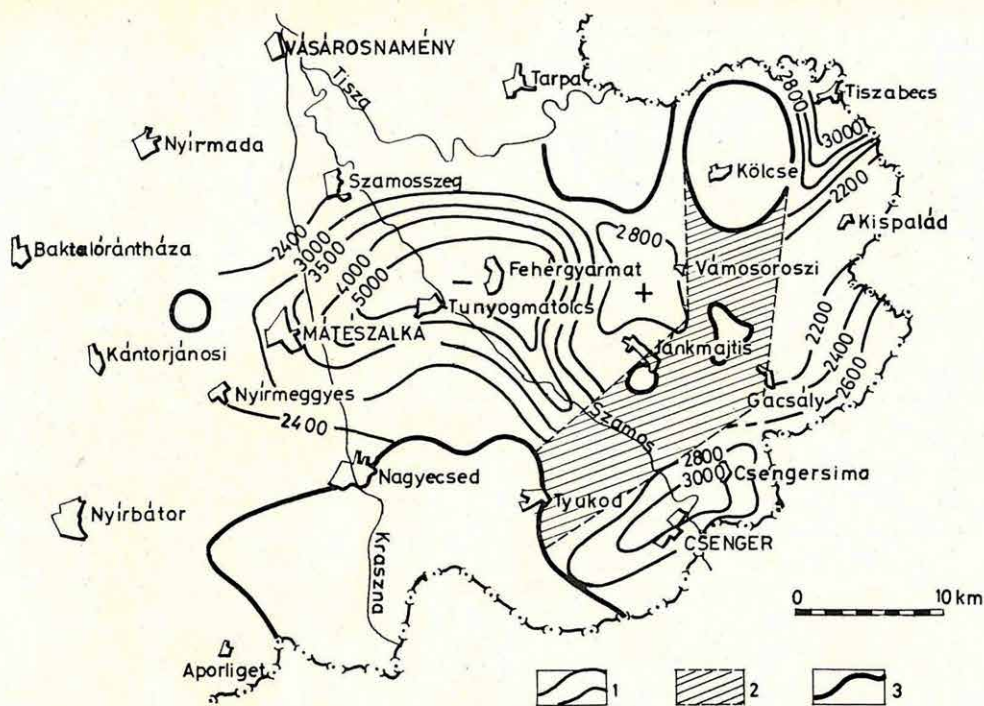 VÁSÁROSNAMÉNY
Tisza
Tarpa
2800
Tiszabecs
3000
Nyírmada
Szamosszeg
Kölcse
2200
Kispalád
Baktalórántháza
2400
3000
3500
4000
5000
Fehérgyarmat
2800
Vámosoroszi
Tunyogmatolcs
+
−
MÁTESZALKA
Jánkmajtis
2200
2400
2600
Kántorjánosi
Nyírmeggyes
Gacsály
2400
Szamos
2800
3000
Csengersima
Nagyecsed
Tyukod
Nyírbátor
CSENGER
Kraszna
0 10 km
Aporliget
1 2 3